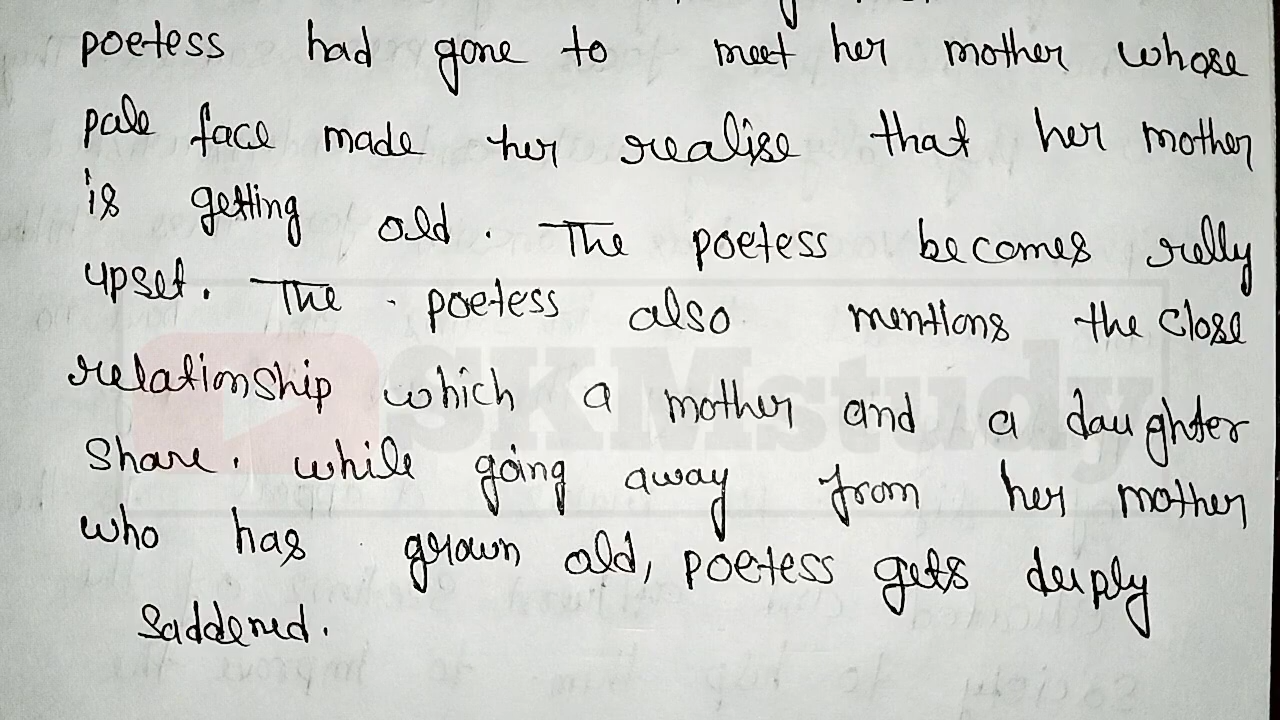 poetess had gone to meet her mother whose
pale face made her realise that her mother
is getting old. The poetess becomes relly
upset. The poetess also mentions the close
relationship which a mother and a daughter
share. while going away from her mother
who has grown old, poetess gets deeply
saddened.
SKMstudy